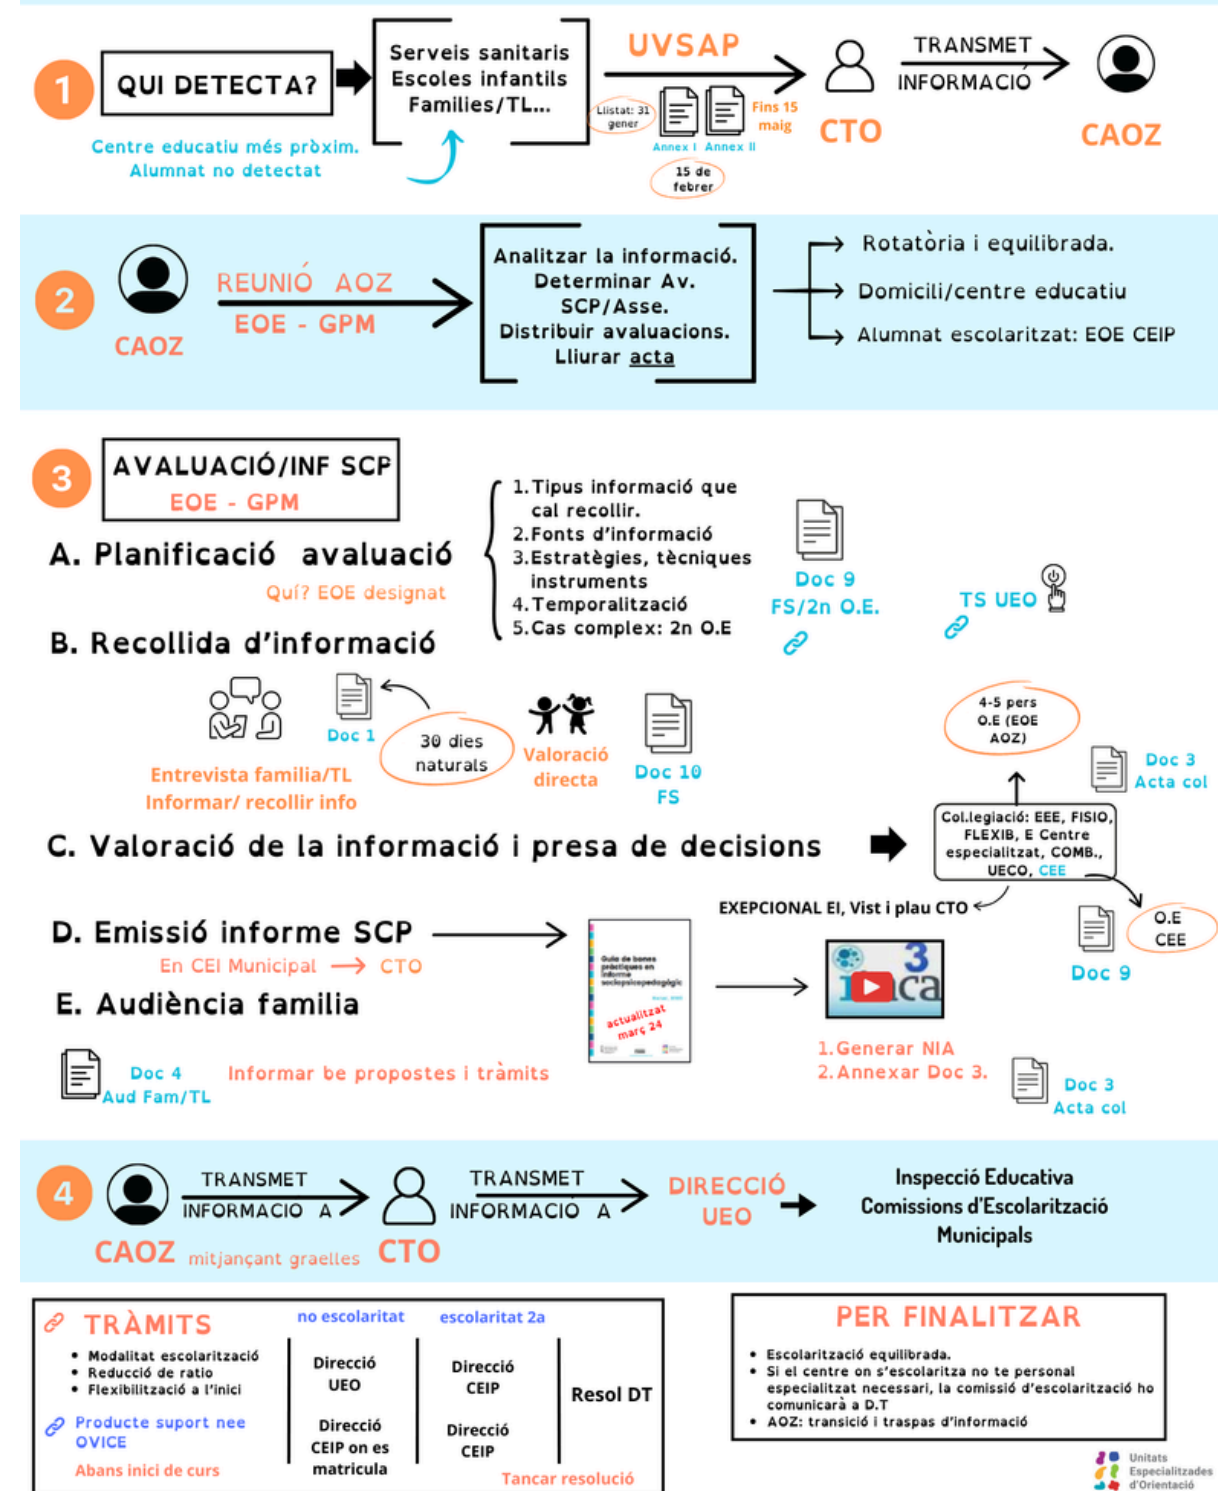 1
QUI DETECTA?
Centre educatiu més pròxim.
Alumnat no detectat
Serveis sanitaris
Escoles infantils
Families/TL...
UVSAP
Llistat: 31
gener
Annex I Annex II
15 de
febrer
Fins 15
maig
CTO
TRANSMET
INFORMACIÓ
CAOZ
2
CAOZ
REUNIÓ AOZ
EOE - GPM
Analitzar la informació.
Determinar Av.
SCP/Asse.
Distribuir avaluacions.
Lliurar acta
Rotatòria i equilibrada.
Domicili/centre educatiu
Alumnat escolaritzat: EOE CEIP
3
AVALUACIÓ/INF SCP
EOE - GPM
A. Planificació avaluació
Quí? EOE designat
1. Tipus informació que
cal recollir.
2. Fonts d'informació
3. Estratègies, tècniques
instruments
4. Temporalització
5. Cas complex: 2n O.E
Doc 9
FS/2n O.E.
TS UEO
B. Recollida d'informació
Doc 1
30 dies
naturals
Entrevista familia/TL
Informar/ recollir info
Valoració
directa
Doc 10
FS
4-5 pers
O.E (EOE
AOZ)
Doc 3
Acta col
C. Valoració de la informació i presa de decisions
Col.legiació: EEE, FISIO,
FLEXIB, E Centre
especialitzat, COMB.,
UECO, CEE
EXEPCIONAL EI, Vist i plau CTO
O.E
CEE
Doc 9
D. Emissió informe SCP
En CEI Municipal → CTO
Guia de bones
pràctiques en
informe
sociopsicopedagògic
actualitzat
març 24
3
ca
1. Generar NIA
2. Annexar Doc 3.
Doc 3
Acta col
E. Audiència familia
Doc 4
Aud Fam/TL
Informar be propostes i tràmits
4
CAOZ
TRANSMET
INFORMACIÓ A
mitjançant graelles
CTO
TRANSMET
INFORMACIÓ A
DIRECCIÓ
UEO
Inspecció Educativa
Comissions d'Escolarització
Municipals
TRÀMITS
• Modalitat escolarització
• Reducció de ratio
• Flexibilització a l'inici
Producte suport nee
OVICE
Abans inici de curs
no escolaritat
Direcció
UEO
Direcció
CEIP on es
matricula
escolaritat 2a
Direcció
CEIP
Direcció
CEIP
Resol DT
Tancar resolució
PER FINALITZAR
• Escolarització equilibrada.
• Si el centre on s'escolaritza no te personal
especialitzat necessari, la comissió d'escolarització ho
comunicarà a D.T
• AOZ: transició i traspas d'informació
Unitats
Especialitzades
d'Orientació